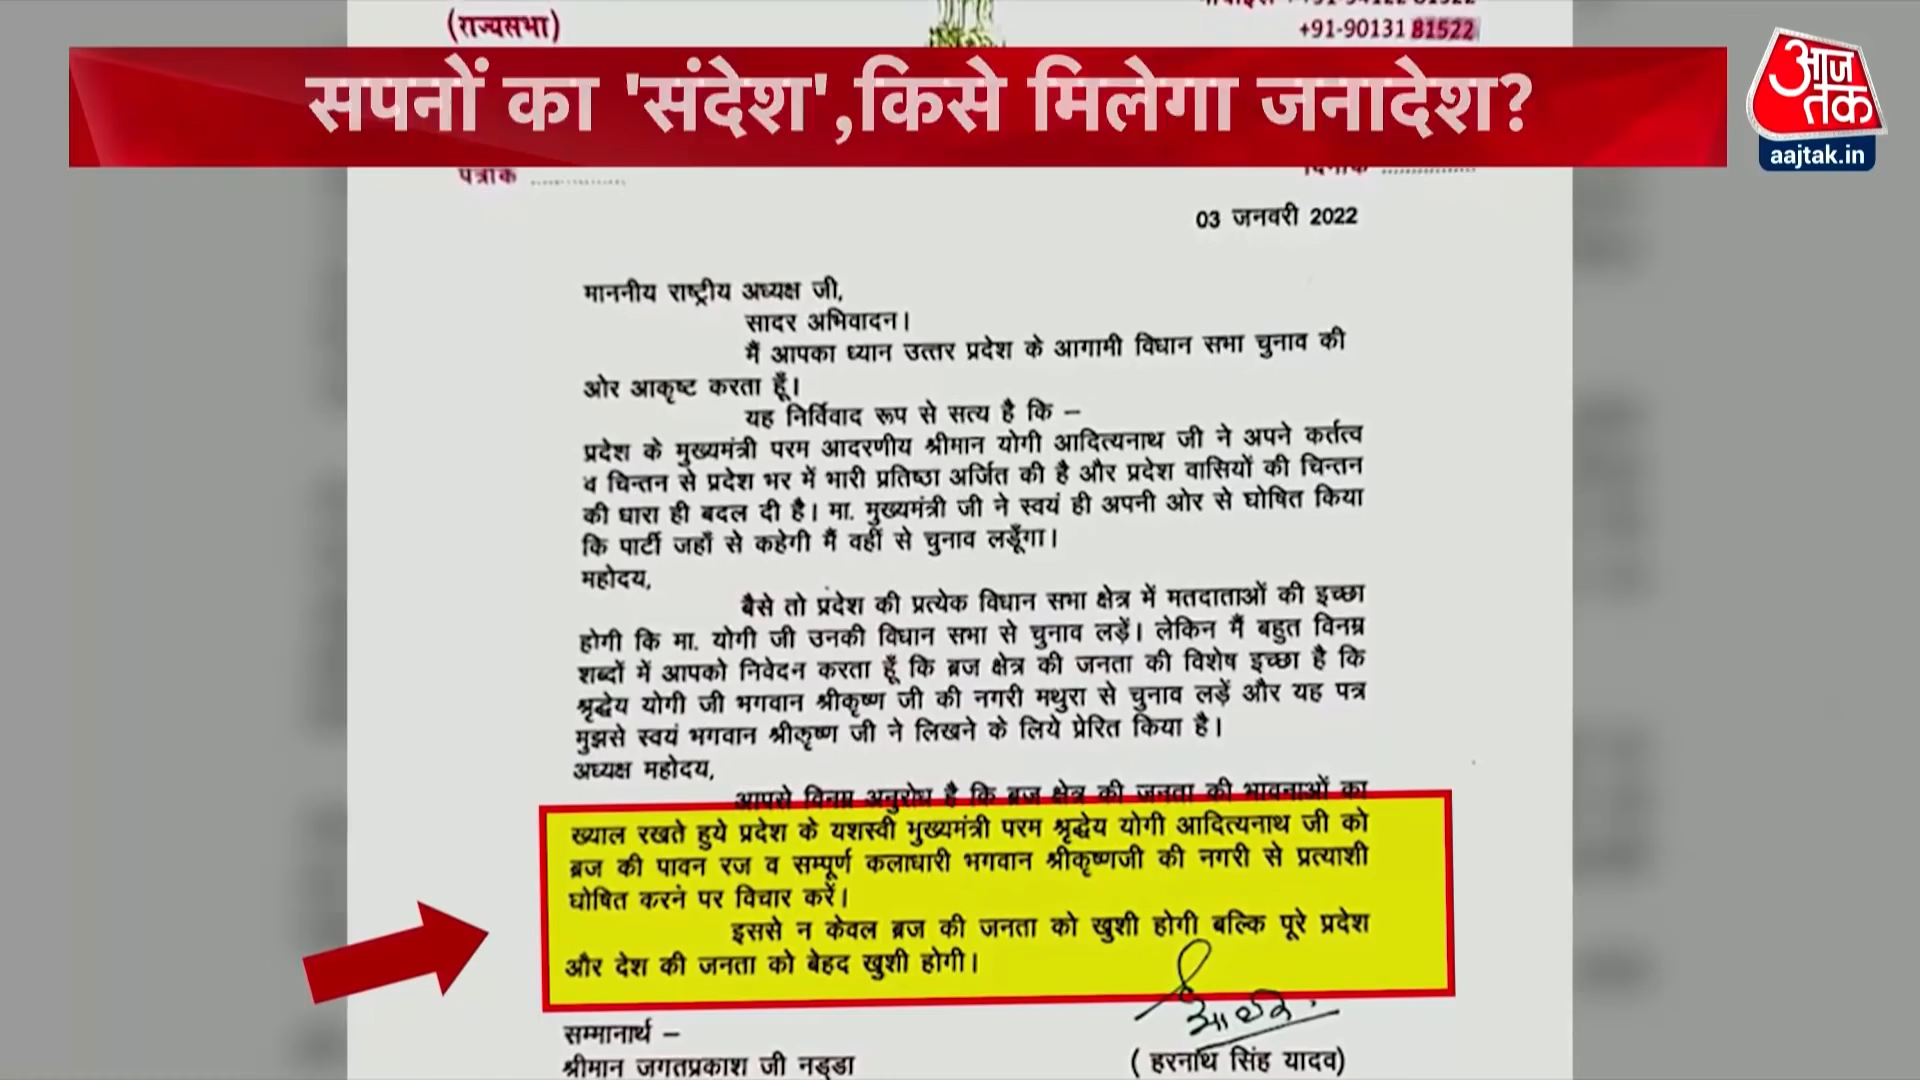 (राज्यसभा)
+91-90131 81522
सपनों का 'संदेश',किसे मिलेगा जनादेश?
आज
तक
aajtak.in
पत्रांक ................
दिनांक ................
03 जनवरी 2022
माननीय राष्ट्रीय अध्यक्ष जी,
सादर अभिवादन।
मैं आपका ध्यान उत्तर प्रदेश के आगामी विधान सभा चुनाव की
ओर आकृष्ट करता हूँ।
यह निर्विवाद रूप से सत्य है कि –
प्रदेश के मुख्यमंत्री परम आदरणीय श्रीमान योगी आदित्यनाथ जी ने अपने कर्तत्व
व चिन्तन से प्रदेश भर में भारी प्रतिष्ठा अर्जित की है और प्रदेश वासियों की चिन्तन
की धारा ही बदल दी है। मा. मुख्यमंत्री जी ने स्वयं ही अपनी ओर से घोषित किया
कि पार्टी जहाँ से कहेगी मैं वहीं से चुनाव लडूँगा।
महोदय,
बैसे तो प्रदेश की प्रत्येक विधान सभा क्षेत्र में मतदाताओं की इच्छा
होगी कि मा. योगी जी उनकी विधान सभा से चुनाव लड़ें। लेकिन मैं बहुत विनम्र
शब्दों में आपको निवेदन करता हूँ कि ब्रज क्षेत्र की जनता की विशेष इच्छा है कि
श्रृद्धेय योगी जी भगवान श्रीकृष्ण जी की नगरी मथुरा से चुनाव लड़ें और यह पत्र
मुझसे स्वयं भगवान श्रीकृष्ण जी ने लिखने के लिये प्रेरित किया है।
अध्यक्ष महोदय,
आपसे विनम्र अनुरोध है कि ब्रज क्षेत्र की जनता की भावनाओं का
ख्याल रखते हुये प्रदेश के यशस्वी मुख्यमंत्री परम श्रृद्धेय योगी आदित्यनाथ जी को
ब्रज की पावन रज व सम्पूर्ण कलाधारी भगवान श्रीकृष्णजी की नगरी से प्रत्याशी
घोषित करने पर विचार करें।
इससे न केवल ब्रज की जनता को खुशी होगी बल्कि पूरे प्रदेश
और देश की जनता को बेहद खुशी होगी।
सम्मानार्थ –
श्रीमान जगतप्रकाश जी नड्डा
( हरनाथ सिंह यादव)